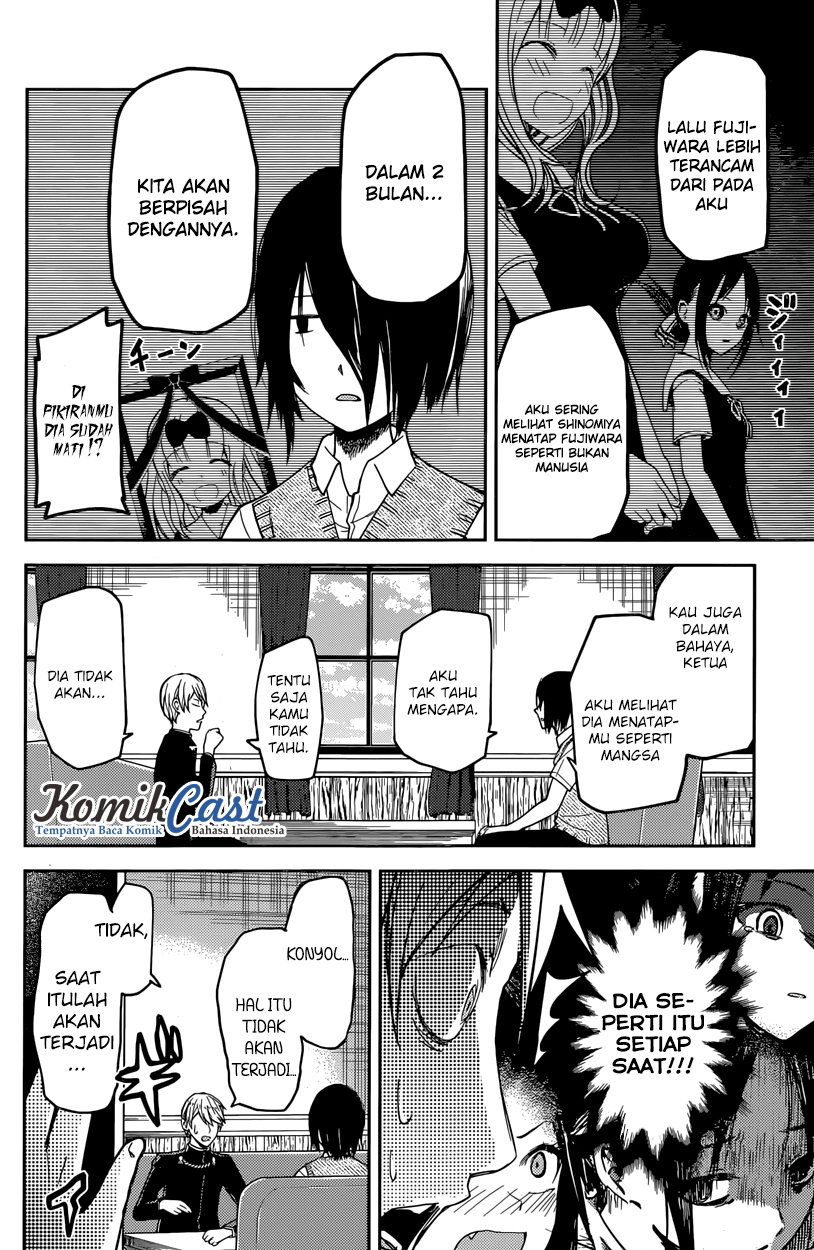 LALU FUJI-
WARA LEBIH
TERANCAM
DARI PADA
AKU
ジーィィィ
AKU SERING
MELIHAT SHINOMIYA
MENATAP FUJIWARA
SEPERTI BUKAN
MANUSIA
DALAM 2
BULAN...
KITA AKAN
BERPISAH
DENGANNYA.
チーン
DI
PIKIRANMU
DIA SUDAH
MATI!?
KAU JUGA
DALAM
BAHAYA,
KETUA
AKU MELIHAT
DIA MENATAP-
MU SEPERTI
MANGSA
AKU
TAK TAHU
MENGAPA.
TENTU
SAJA
KAMU
TIDAK
TAHU.
DIA TIDAK
AKAN...
KomikCast
Tempatnya Baca Komik Bahasa Indonesia
DIA SE-
PERTI ITU
SETIAP
SAAT!!!
KONYOL...
HAL ITU
TIDAK
AKAN
TERJADI...
TIDAK,
SAAT
ITULAH
AKAN
TERJADI
...